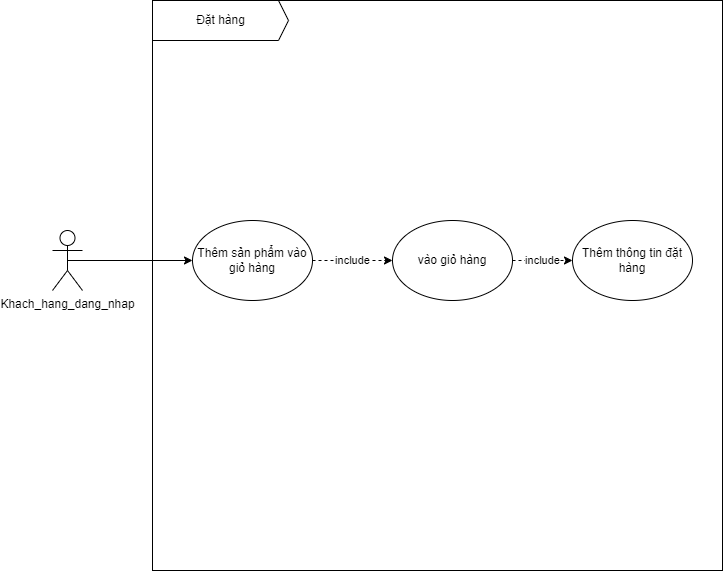 Đặt hàng
Thêm sản phẩm vào
giỏ hàng
include
vào giỏ hàng
include
Thêm thông tin đặt
hàng
Khach_hang_dang_nhap